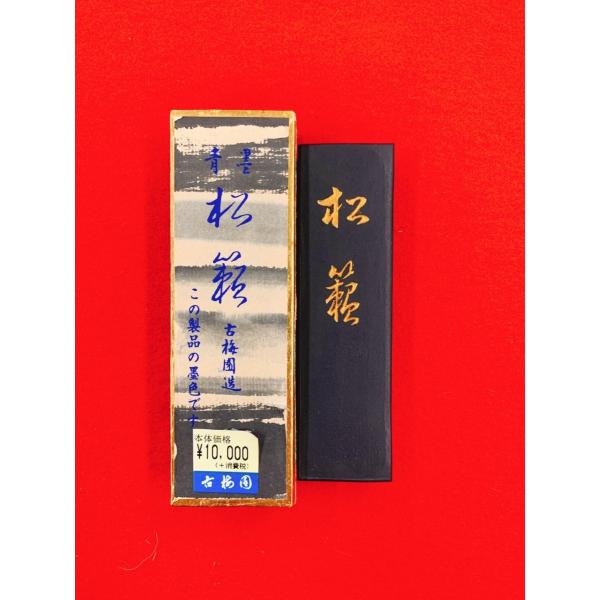 青墨
松籟
古梅園造
この製品の墨色です
本体価格
¥10,000
(+消費税)
古梅園
松籟